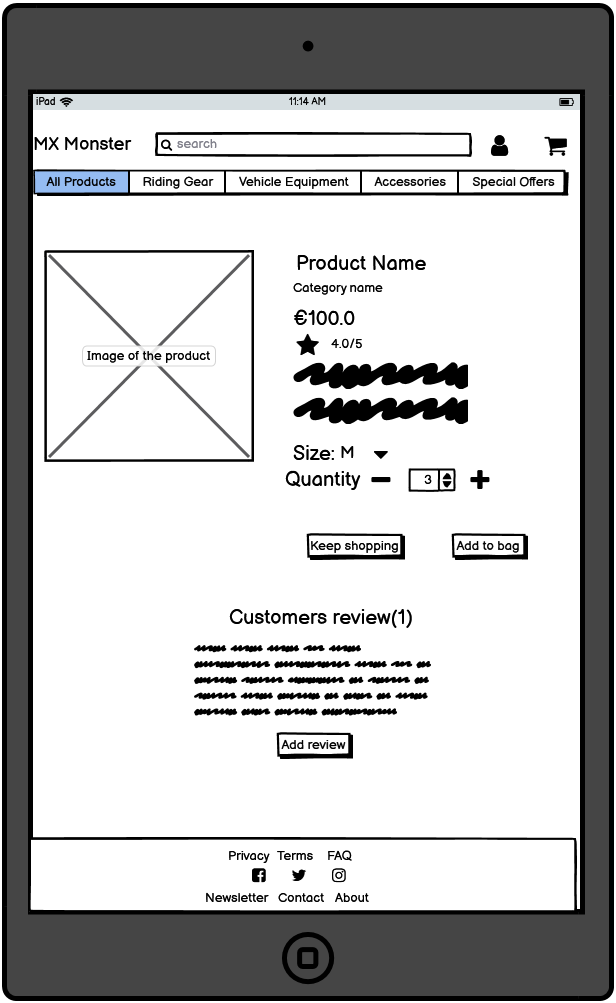 iPad 11:14 AM
MX Monster search
All Products Riding Gear Vehicle Equipment Accessories Special Offers
Product Name
Category name
€100.0
4.0/5
Image of the product
Size: M
Quantity 3
Keep shopping Add to bag
Customers review(1)
Add review
Privacy Terms FAQ
Newsletter Contact About